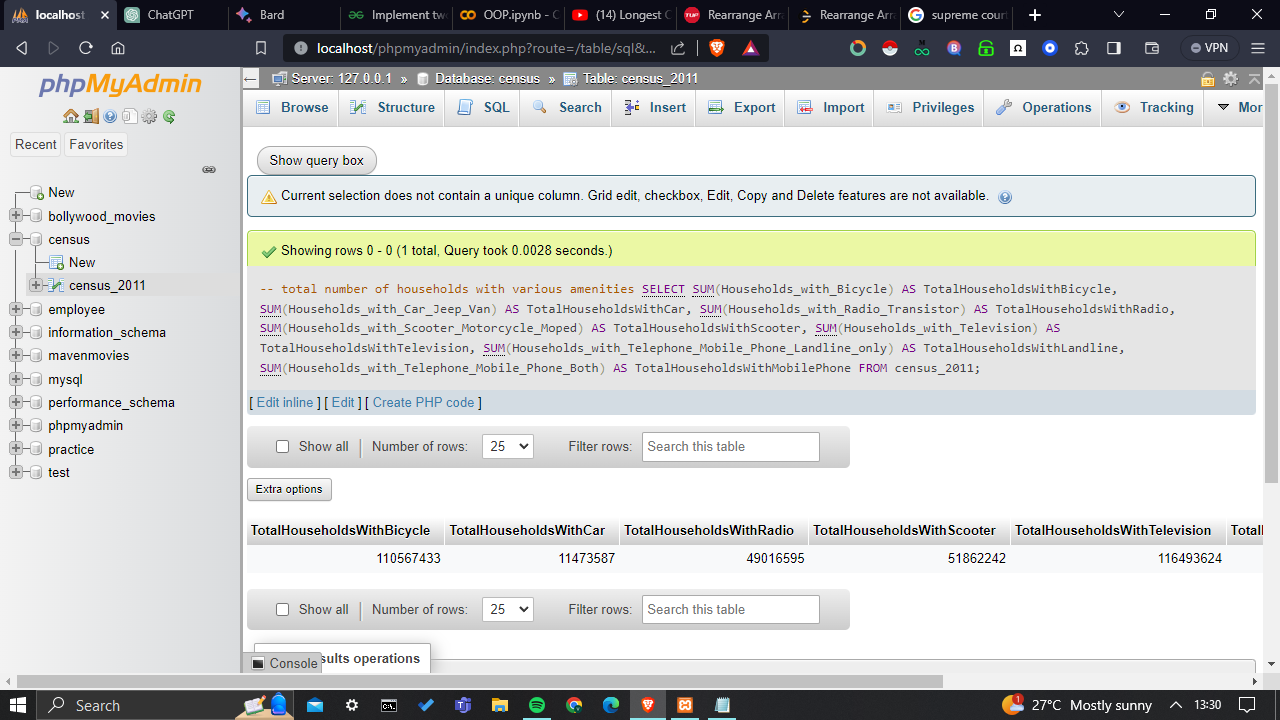 localhost
ChatGPT
Bard
Implement two
OOP.ipynb - C
(14) Longest C
Rearrange Arr
Rearrange Arr
supreme cour
localhost/phpmyadmin/index.php?route=/table/sql&...
VPN
phpMyAdmin
Recent
Favorites
New
bollywood_movies
census
New
census_2011
employee
information_schema
mavenmovies
mysql
performance_schema
phpmyadmin
practice
test
Server: 127.0.0.1 » Database: census » Table: census_2011
Browse
Structure
SQL
Search
Insert
Export
Import
Privileges
Operations
Tracking
Mor
Show query box
Current selection does not contain a unique column. Grid edit, checkbox, Edit, Copy and Delete features are not available.
Showing rows 0 - 0 (1 total, Query took 0.0028 seconds.)
-- total number of households with various amenities SELECT SUM(Households_with_Bicycle) AS TotalHouseholdsWithBicycle,
SUM(Households_with_Car_Jeep_Van) AS TotalHouseholdsWithCar, SUM(Households_with_Radio_Transistor) AS TotalHouseholdsWithRadio,
SUM(Households_with_Scooter_Motorcycle_Moped) AS TotalHouseholdsWithScooter, SUM(Households_with_Television) AS
TotalHouseholdsWithTelevision, SUM(Households_with_Telephone_Mobile_Phone_Landline_only) AS TotalHouseholdsWithLandline,
SUM(Households_with_Telephone_Mobile_Phone_Both) AS TotalHouseholdsWithMobilePhone FROM census_2011;
[ Edit inline ] [ Edit ] [ Create PHP code ]
Show all | Number of rows: 25 Filter rows: Search this table
Extra options
TotalHouseholdsWithBicycle TotalHouseholdsWithCar TotalHouseholdsWithRadio TotalHouseholdsWithScooter TotalHouseholdsWithTelevision Total
110567433 11473587 49016595 51862242 116493624
Show all | Number of rows: 25 Filter rows: Search this table
sults operations
Console
Search
1
27°C Mostly sunny
13:30